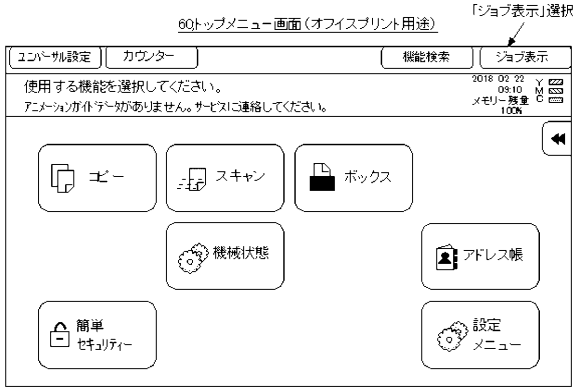 「ジョブ表示」選択
60,トップメニュー画面(オフィスプリント用途)
ユニバーサル設定 カウンター 機能検索 ジョブ表示
使用する機能を選択してください。
アニメーションガイドデータがありません。サービスに連絡してください。
2018 02 22
09:10
メモリー残量
100%
Y
M
C
コピー
スキャン
ボックス
機械状態
アドレス帳
簡単
セキュリティー
設定
メニュー